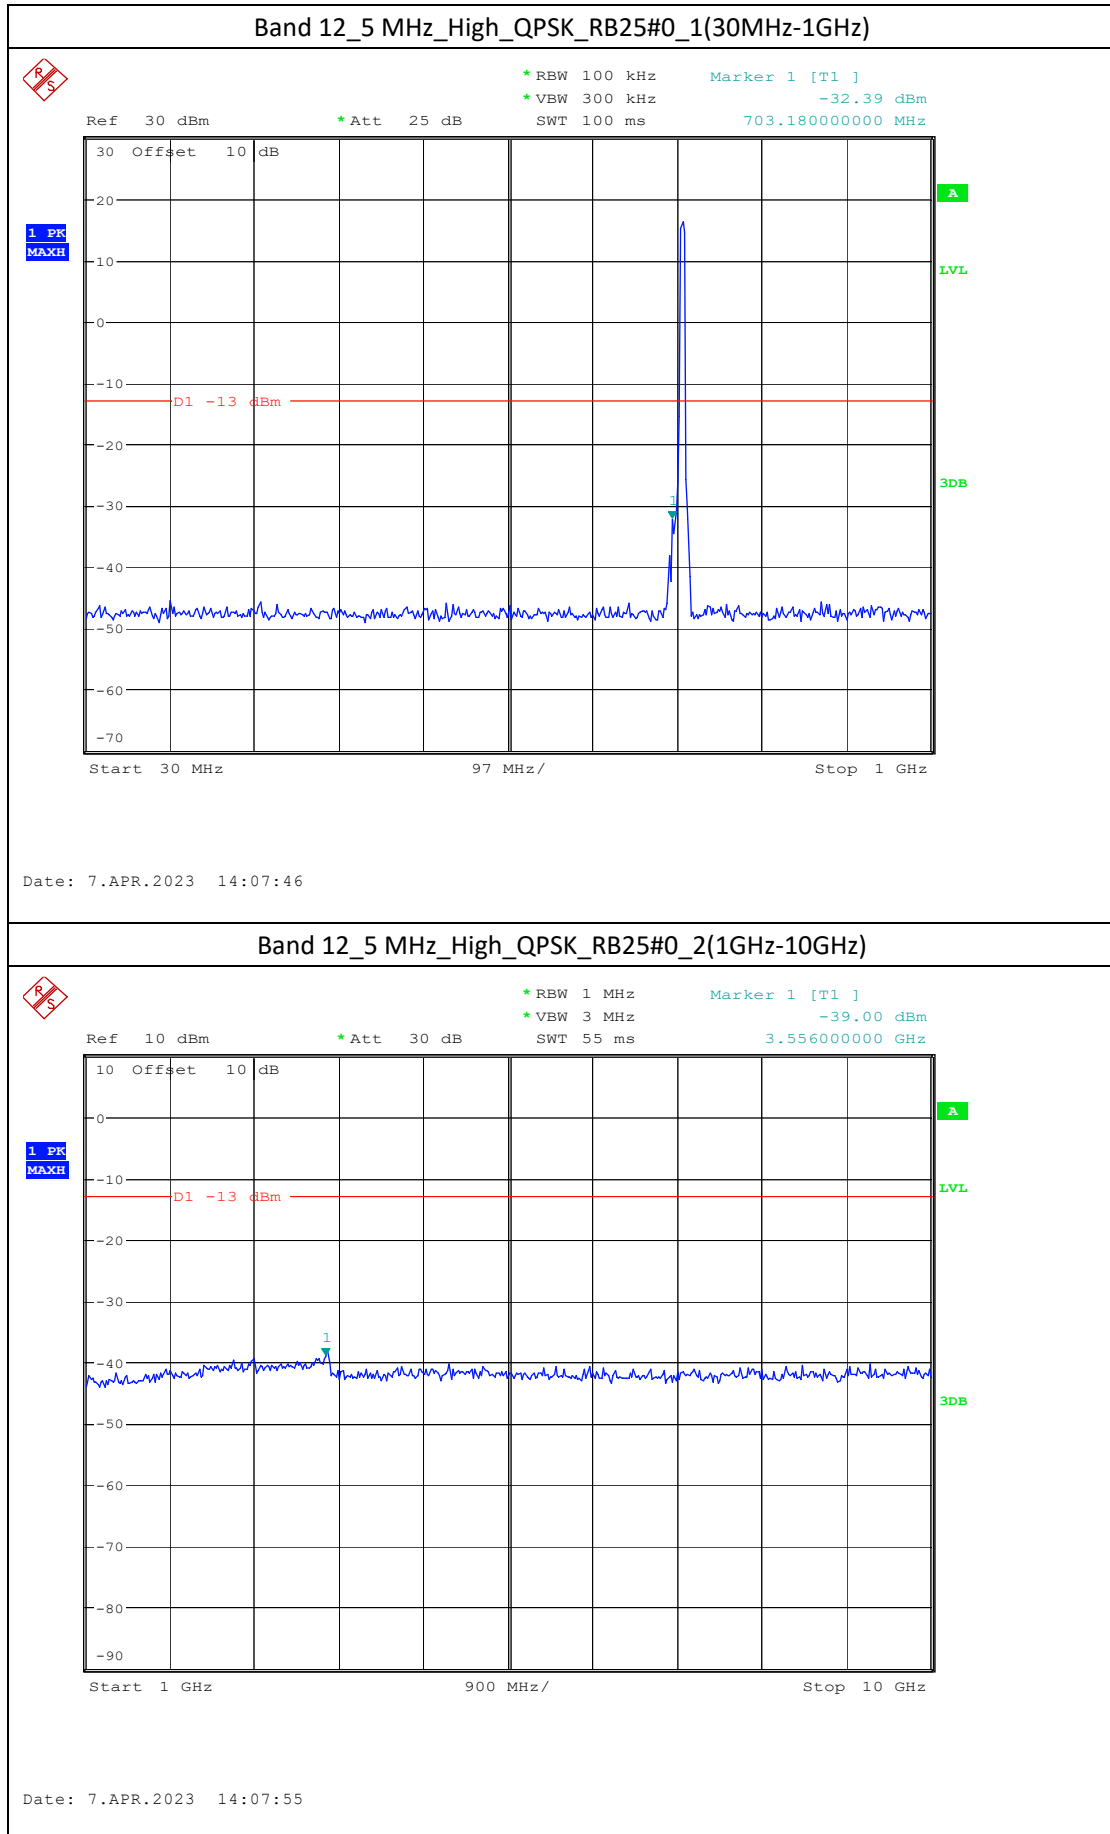 Band 12_5 MHz_High_QPSK_RB25#0_1(30MHz-1GHz)
R S
* RBW 100 kHz Marker 1 [T1 ]
* VBW 300 kHz -32.39 dBm
Ref 30 dBm * Att 25 dB SWT 100 ms 703.180000000 MHz
30 Offset 10 dB
20
A
1 PK
MAXH
10
LVL
0
-10
D1 -13 dBm
-20
3DB
1
-30
-40
-50
-60
-70
Start 30 MHz 97 MHz/ Stop 1 GHz
Date: 7.APR.2023 14:07:46
Band 12_5 MHz_High_QPSK_RB25#0_2(1GHz-10GHz)
R S
* RBW 1 MHz Marker 1 [T1 ]
* VBW 3 MHz -39.00 dBm
Ref 10 dBm * Att 30 dB SWT 55 ms 3.556000000 GHz
10 Offset 10 dB
0
A
1 PK
MAXH
-10
LVL
D1 -13 dBm
-20
-30
1
-40
3DB
-50
-60
-70
-80
-90
Start 1 GHz 900 MHz/ Stop 10 GHz
Date: 7.APR.2023 14:07:55